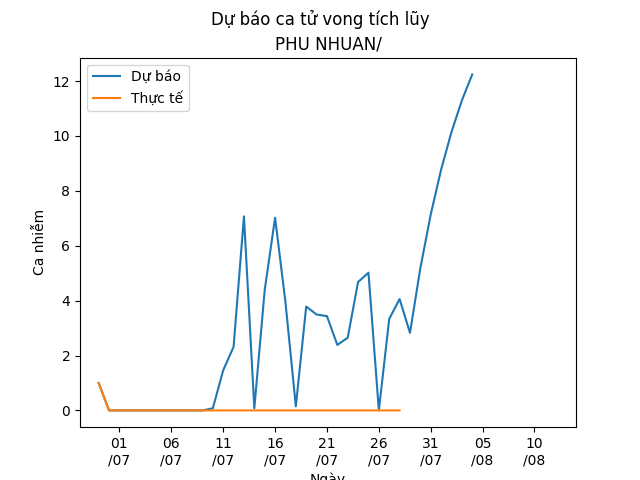 Dự báo ca tử vong tích lũy
PHU NHUAN/
Dự báo
Thực tế
Ca nhiễm
12
10
8
6
4
2
0
01 06 11 16 21 26 31 05 10
/07 /07 /07 /07 /07 /07 /07 /08 /08
Ngày